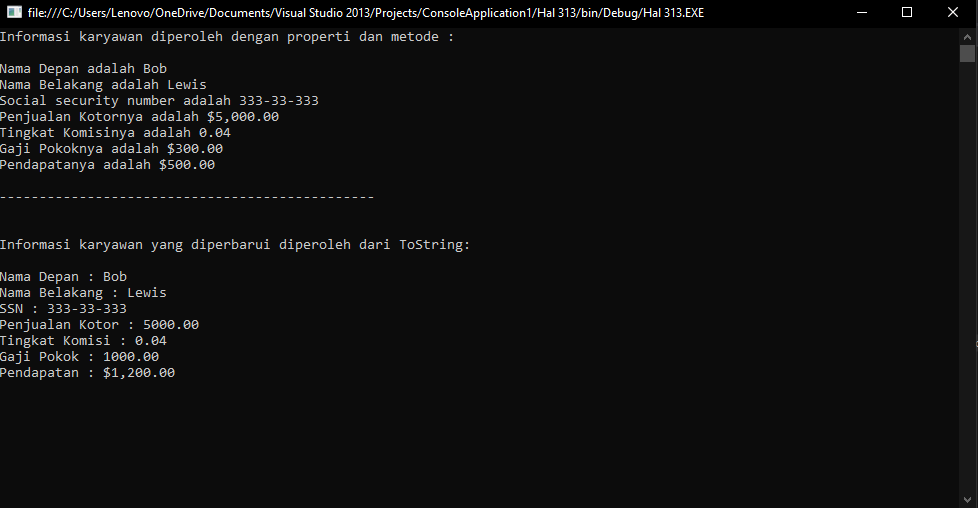 file:///C:/Users/Lenovo/OneDrive/Documents/Visual Studio 2013/Projects/ConsoleApplication1/Hal 313/bin/Debug/Hal 313.EXE
Informasi karyawan diperoleh dengan properti dan metode :
Nama Depan adalah Bob
Nama Belakang adalah Lewis
Social security number adalah 333-33-333
Penjualan Kotornya adalah $5,000.00
Tingkat Komisinya adalah 0.04
Gaji Pokoknya adalah $300.00
Pendapatanya adalah $500.00
-----------------------------------------------
Informasi karyawan yang diperbarui diperoleh dari ToString:
Nama Depan : Bob
Nama Belakang : Lewis
SSN : 333-33-333
Penjualan Kotor : 5000.00
Tingkat Komisi : 0.04
Gaji Pokok : 1000.00
Pendapatan : $1,200.00